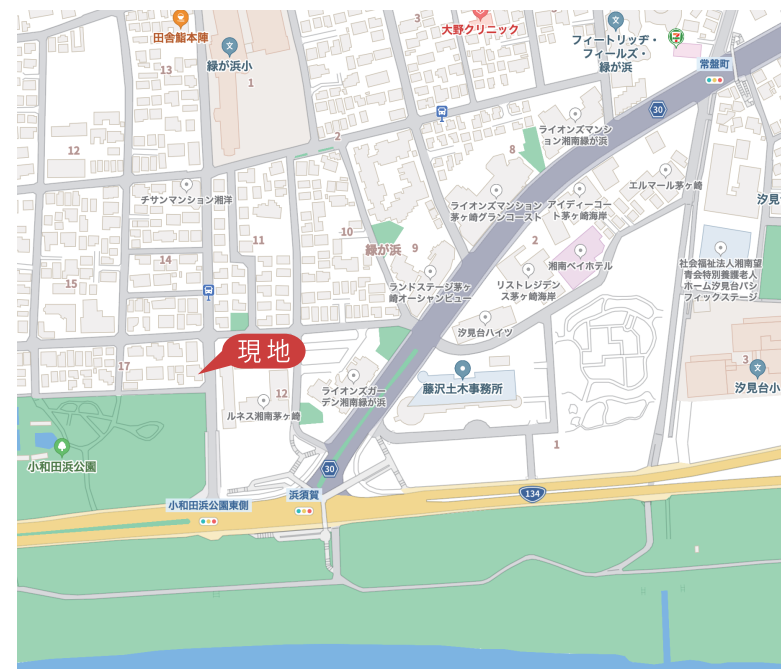 3
大野クリニック
田舎鮨本陣
フィートリッヂ・
フィールズ・
緑が浜
緑が浜小
常盤町
13
1
30
2
ライオンズマンシ
ョン湘南緑が浜
8
12
エルマール茅ヶ崎
チサンマンション湘洋
ライオンズマンション
茅ヶ崎グランコースト
アイディーコー
ト茅ヶ崎海岸
汐見
10
11
緑が浜
9
2
14
湘南ベイホテル
社会福祉法人湘南望
青会特別養護老人
ホーム汐見台パシ
フィックステージ
15
ランドステージ茅ヶ
崎オーシャンビュー
リストレジデン
ス茅ヶ崎海岸
汐見台ハイツ
現地
17
3
藤沢土木事務所
汐見台小
12
ライオンズガー
デン湘南緑が浜
ルネス湘南茅ヶ崎
1
小和田浜公園
30
134
浜須賀
小和田浜公園東側